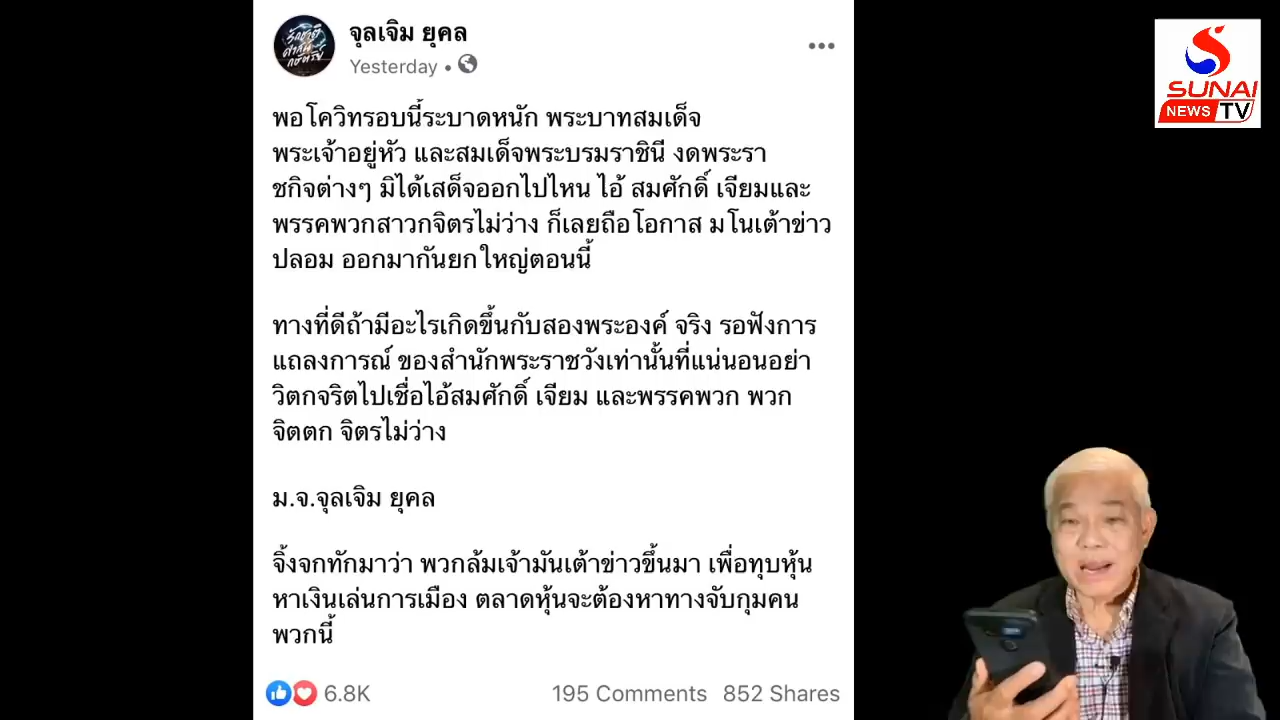 จุลเจิม ยุคล
Yesterday •
พอโควิทรอบนี้ระบาดหนัก พระบาทสมเด็จ
พระเจ้าอยู่หัว และสมเด็จพระบรมราชินี งดพระรา
ชกิจต่างๆ มิได้เสด็จออกไปไหน ไอ้ สมศักดิ์ เจียมและ
พรรคพวกสาวกจิตรไม่ว่าง ก็เลยถือโอกาส มโนเต้าข่าว
ปลอม ออกมากันยกใหญ่ตอนนี้
ทางที่ดีถ้ามีอะไรเกิดขึ้นกับสองพระองค์ จริง รอฟังการ
แถลงการณ์ ของสำนักพระราชวังเท่านั้นที่แน่นอนอย่า
วิตกจริตไปเชื่อไอ้สมศักดิ์ เจียม และพรรคพวก พวก
จิตตก จิตรไม่ว่าง
ม.จ.จุลเจิม ยุคล
จิ้งจกทักมาว่า พวกล้มเจ้ามันเต้าข่าวขึ้นมา เพื่อทุบหุ้น
หาเงินเล่นการเมือง ตลาดหุ้นจะต้องหาทางจับกุมคน
พวกนี้
6.8K
195 Comments 852 Shares
SUNAI
NEWS TV